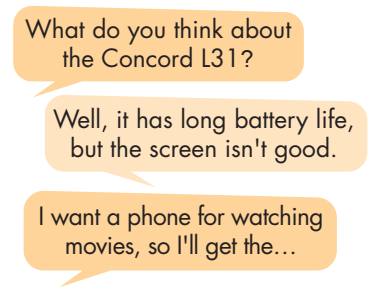 What do you think about
the Concord L31?
Well, it has long battery life,
but the screen isn't good.
I want a phone for watching
movies, so I'll get the...